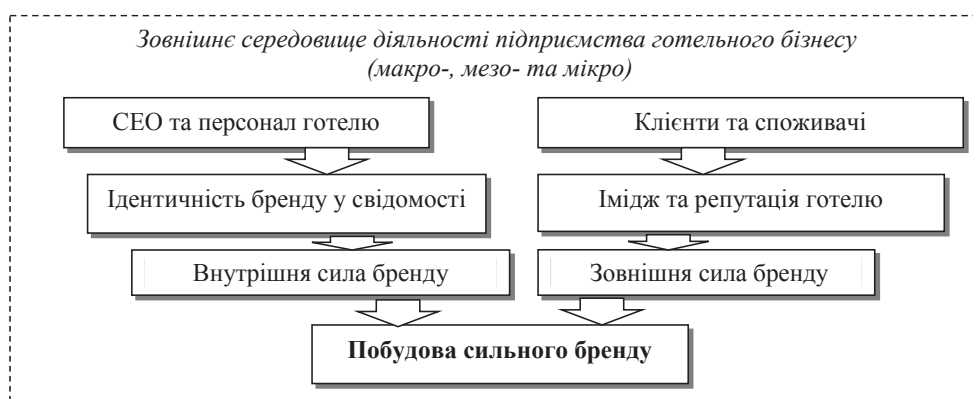 Зовнішнє середовище діяльності підприємства готельного бізнесу
(макро-, мезо- та мікро)
СЕО та персонал готелю
Клієнти та споживачі
Ідентичність бренду у свідомості
Імідж та репутація готелю
Внутрішня сила бренду
Зовнішня сила бренду
Побудова сильного бренду